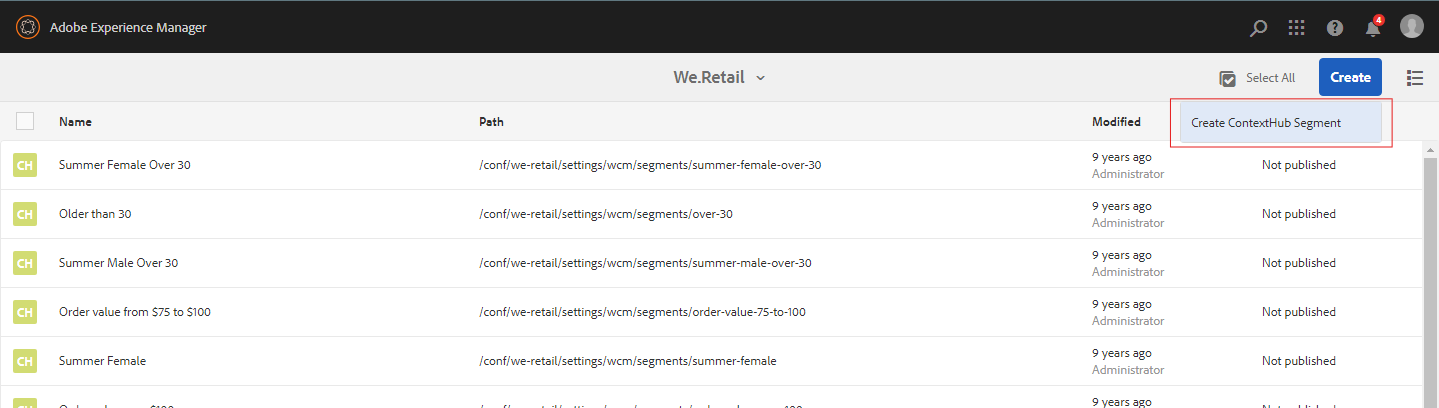 Adobe Experience Manager
4
We.Retail
Select All
Create
Name
Path
Modified
Create ContextHub Segment
CH
Summer Female Over 30
/conf/we-retail/settings/wcm/segments/summer-female-over-30
9 years ago
Administrator
Not published
CH
Older than 30
/conf/we-retail/settings/wcm/segments/over-30
9 years ago
Administrator
Not published
CH
Summer Male Over 30
/conf/we-retail/settings/wcm/segments/summer-male-over-30
9 years ago
Administrator
Not published
CH
Order value from $75 to $100
/conf/we-retail/settings/wcm/segments/order-value-75-to-100
9 years ago
Administrator
Not published
CH
Summer Female
/conf/we-retail/settings/wcm/segments/summer-female
9 years ago
Administrator
Not published
9 years ago